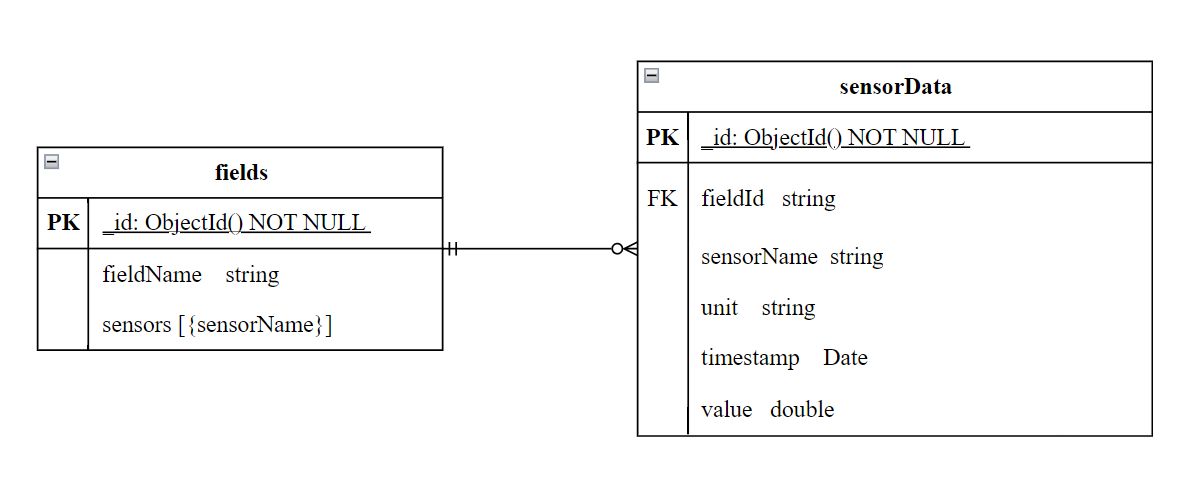 fields
PK _id: ObjectId() NOT NULL
fieldName string
sensors [{sensorName}]
sensorData
PK _id: ObjectId() NOT NULL
FK fieldId string
sensorName string
unit string
timestamp Date
value double